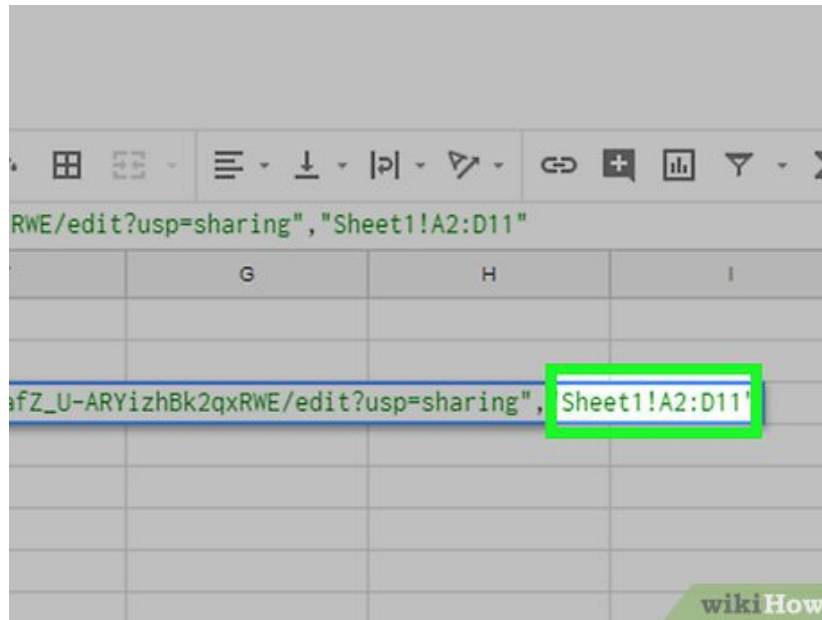 RWE/edit?usp=sharing","Sheet1!A2:D11"
G H I
afZ_U-ARYizhBk2qxRWE/edit?usp=sharing","Sheet1!A2:D11"
wikiHow